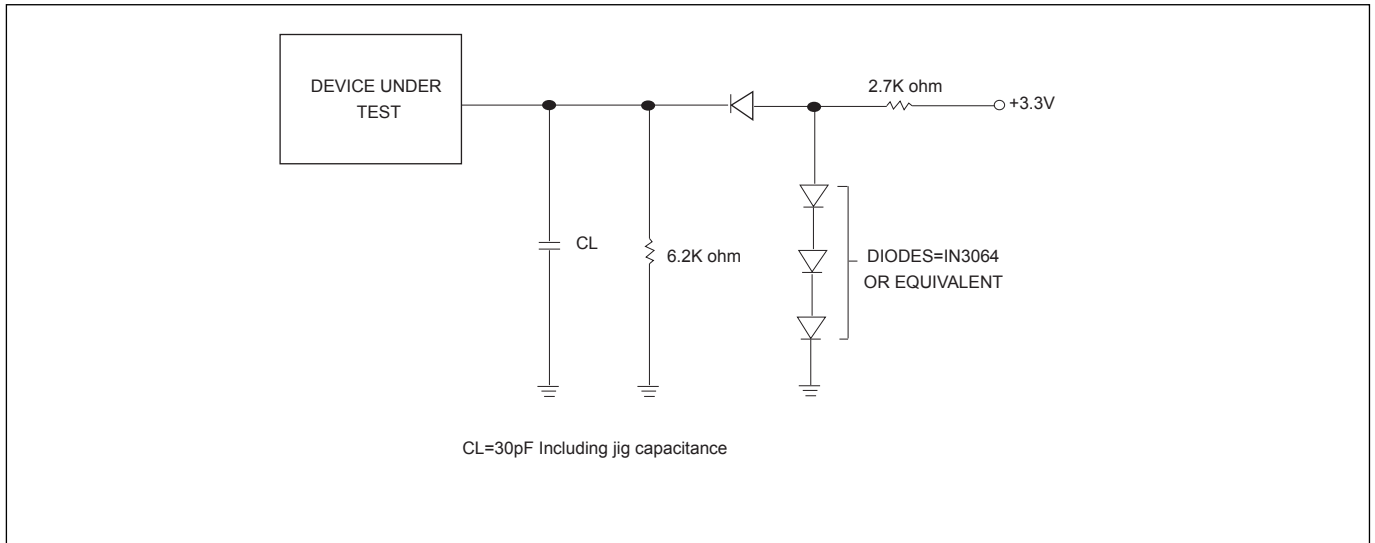 DEVICE UNDER
TEST
2.7K ohm
+3.3V
CL
6.2K ohm
DIODES=IN3064
OR EQUIVALENT
CL=30pF Including jig capacitance